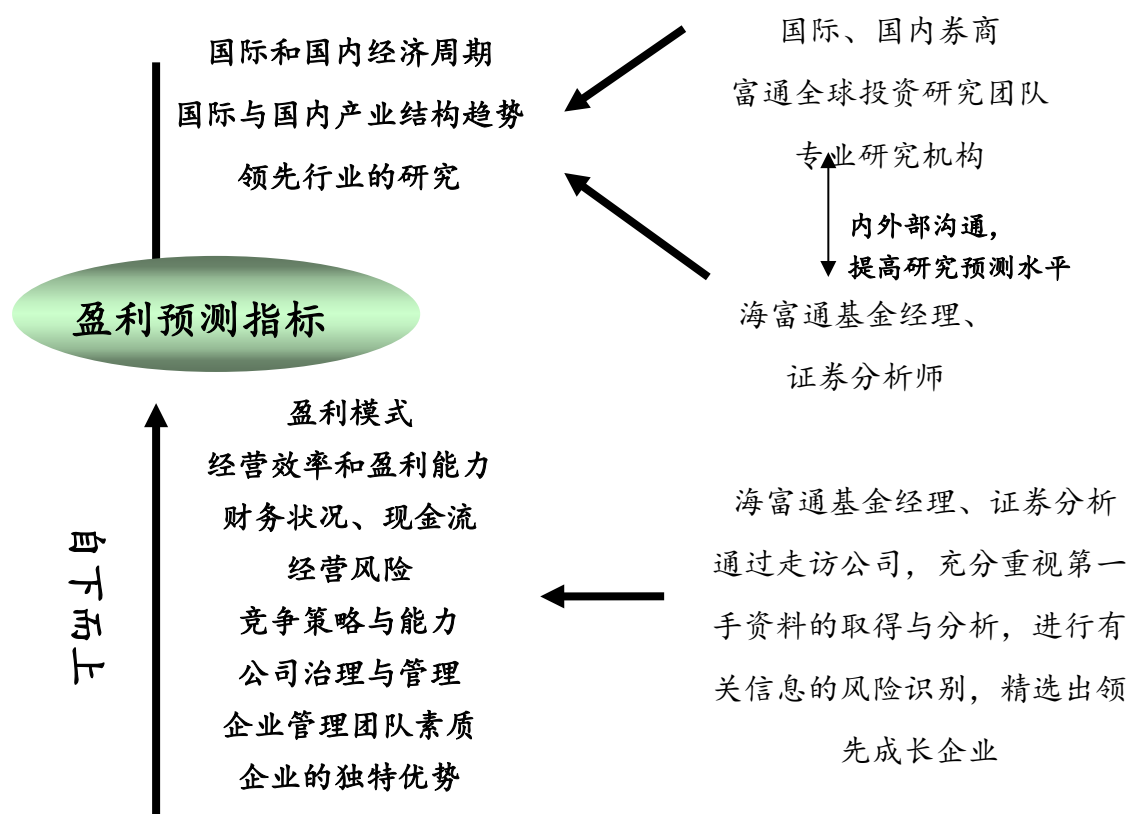 国际和国内经济周期
国际与国内产业结构趋势
领先行业的研究
国际、国内券商
富通全球投资研究团队
专业研究机构
内外部沟通，
提高研究预测水平
海富通基金经理、
证券分析师
盈利预测指标
自下而上
盈利模式
经营效率和盈利能力
财务状况、现金流
经营风险
竞争策略与能力
公司治理与管理
企业管理团队素质
企业的独特优势
海富通基金经理、证券分析
通过走访公司，充分重视第一
手资料的取得与分析，进行有
关信息的风险识别，精选出领
先成长企业